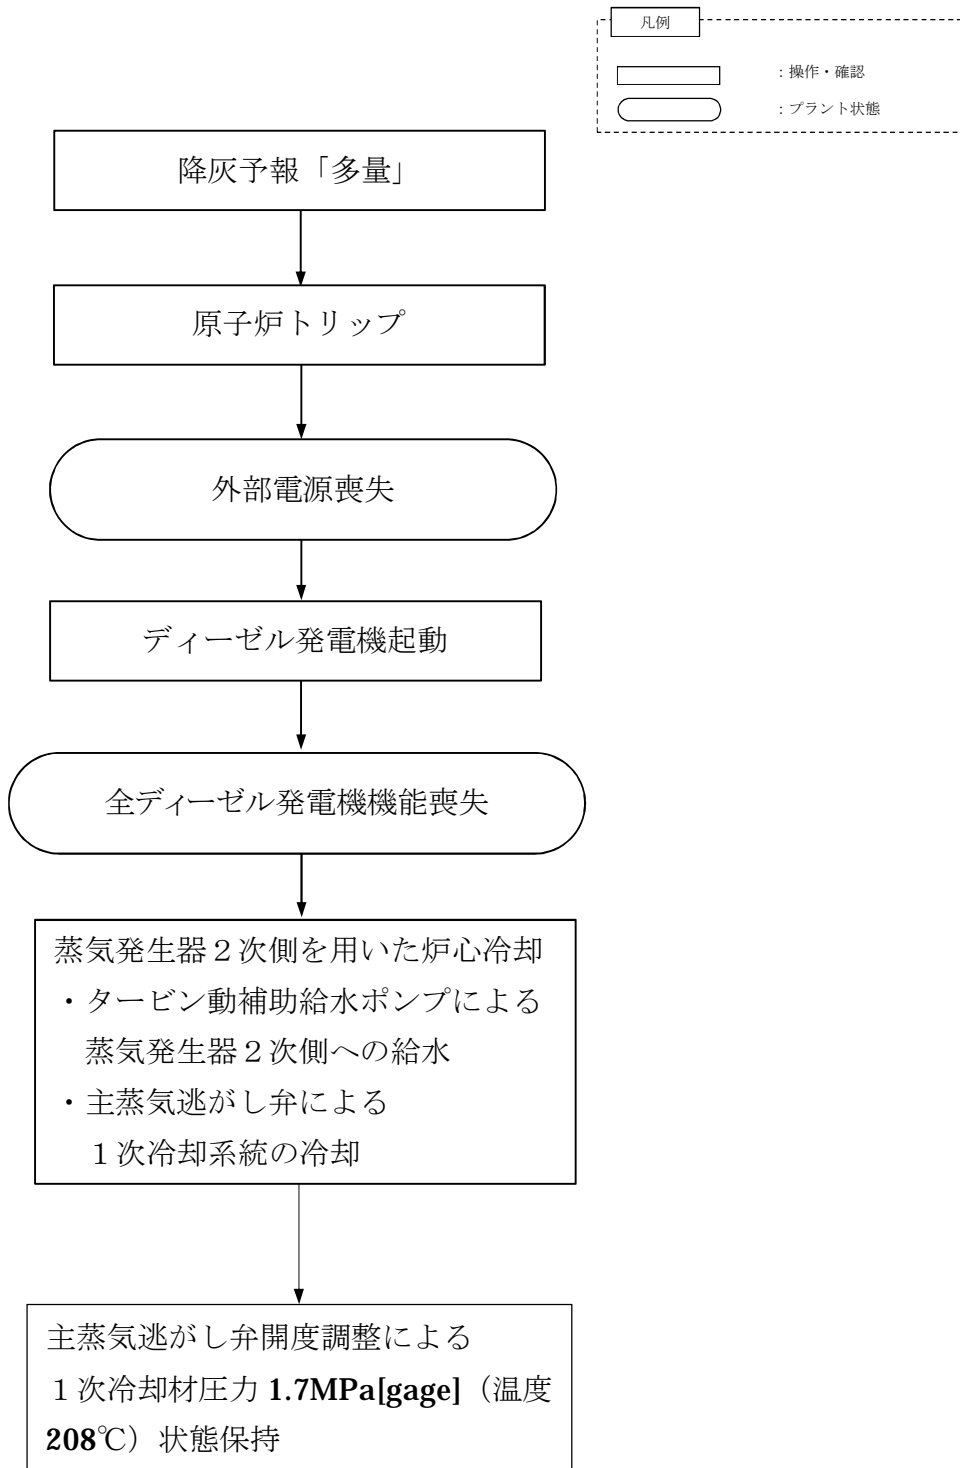 凡例
：操作・確認
：プラント状態
降灰予報「多量」
原子炉トリップ
外部電源喪失
ディーゼル発電機起動
全ディーゼル発電機機能喪失
蒸気発生器２次側を用いた炉心冷却
・タービン動補助給水ポンプによる
蒸気発生器２次側への給水
・主蒸気逃がし弁による
１次冷却系統の冷却
主蒸気逃がし弁開度調整による
１次冷却材圧力 1.7MPa[gage]（温度
208℃）状態保持